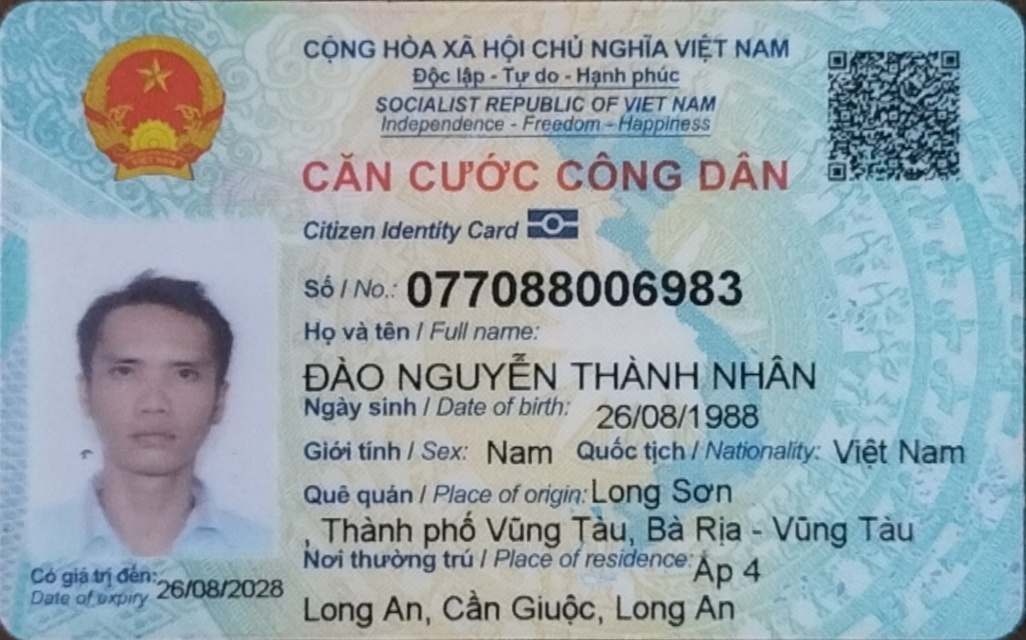 CỘNG HÒA XÃ HỘI CHỦ NGHĨA VIỆT NAM
Độc lập - Tự do - Hạnh phúc
SOCIALIST REPUBLIC OF VIET NAM
Independence - Freedom - Happiness
CĂN CƯỚC CÔNG DÂN
Citizen Identity Card
Số / No.: 077088006983
Họ và tên / Full name:
ĐÀO NGUYỄN THÀNH NHÂN
Ngày sinh / Date of birth: 26/08/1988
Giới tính / Sex: Nam Quốc tịch / Nationality: Việt Nam
Quê quán / Place of origin: Long Sơn
, Thành phố Vũng Tàu, Bà Rịa - Vũng Tàu
Nơi thường trú / Place of residence: Ấp 4
Long An, Cần Giuộc, Long An
Có giá trị đến: 26/08/2028
Date of expiry